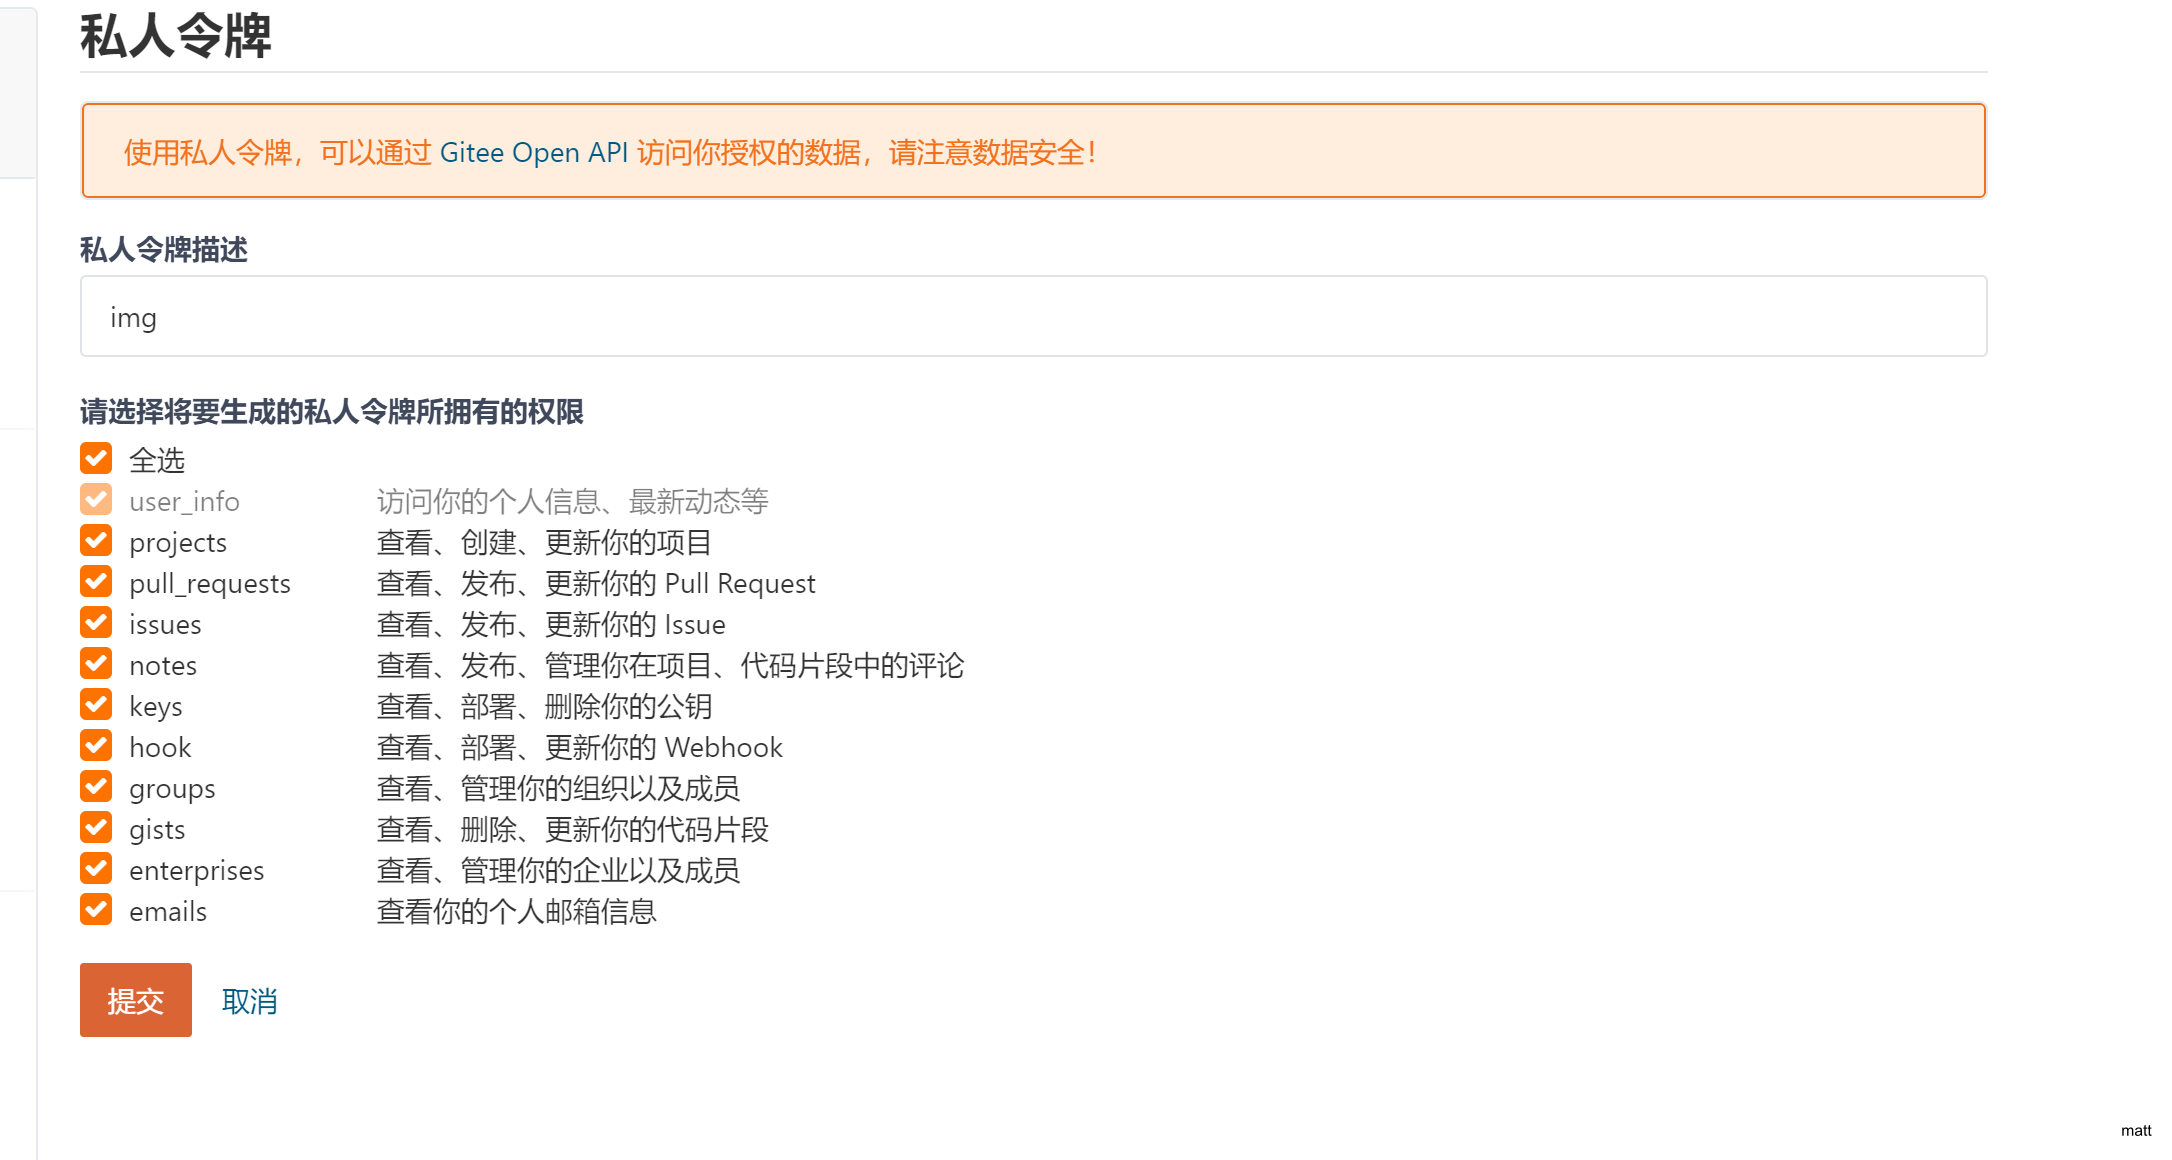 私人令牌
使用私人令牌，可以通过 Gitee Open API 访问你授权的数据，请注意数据安全！
私人令牌描述
img
请选择将要生成的私人令牌所拥有的权限
全选
user_info 访问你的个人信息、最新动态等
projects 查看、创建、更新你的项目
pull_requests 查看、发布、更新你的 Pull Request
issues 查看、发布、更新你的 Issue
notes 查看、发布、管理你在项目、代码片段中的评论
keys 查看、部署、删除你的公钥
hook 查看、部署、更新你的 Webhook
groups 查看、管理你的组织以及成员
gists 查看、删除、更新你的代码片段
enterprises 查看、管理你的企业以及成员
emails 查看你的个人邮箱信息
提交 取消
matt